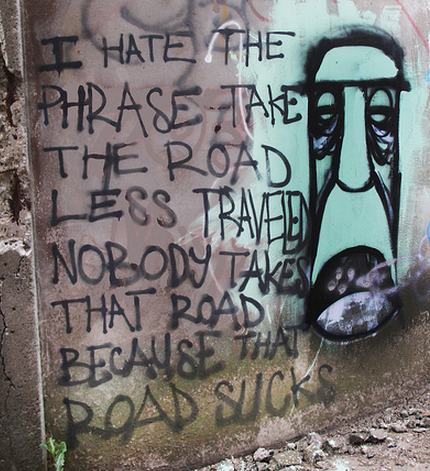 I HATE THE
PHRASE TAKE
THE ROAD
LESS TRAVELED
NOBODY TAKES
THAT ROAD
BECAUSE THAT
ROAD SUCKS